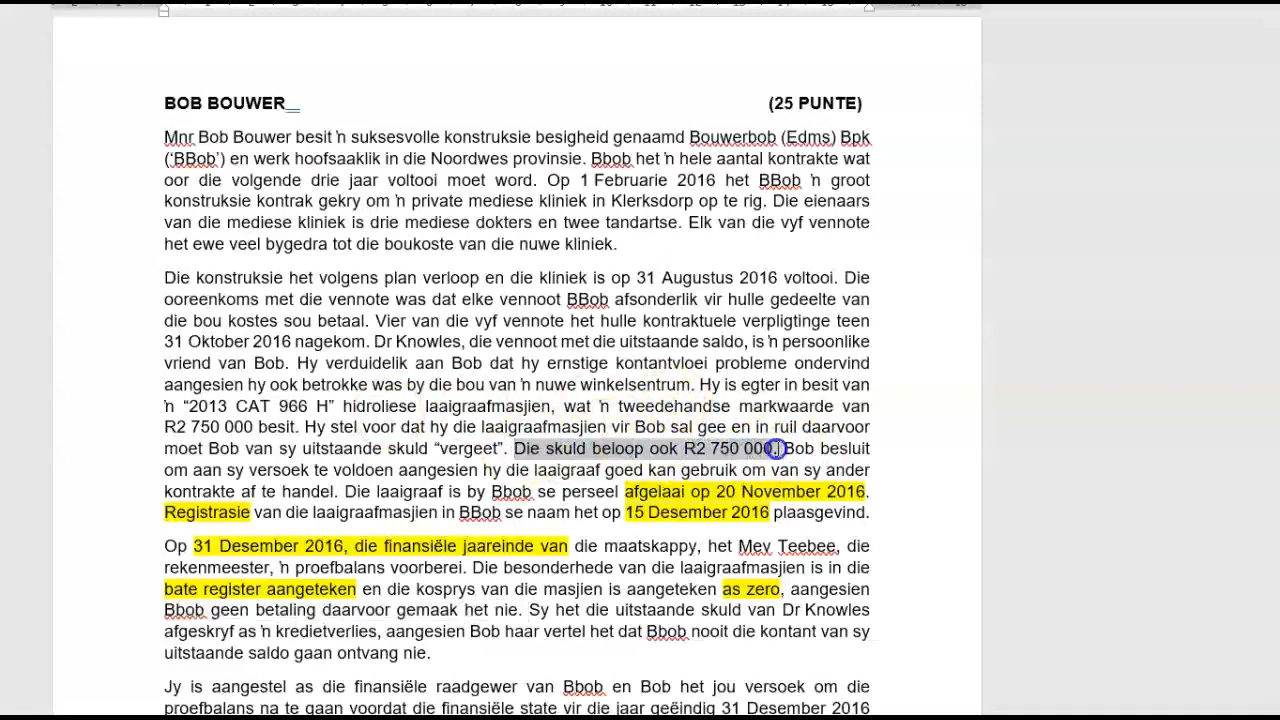 BOB BOUWER (25 PUNTE)
Mnr Bob Bouwer besit 'n suksesvolle konstruksie besigheid genaamd Bouwerbob (Edms) Bpk
('BBob') en werk hoofsaaklik in die Noordwes provinsie. Bbob het 'n hele aantal kontrakte wat
oor die volgende drie jaar voltooi moet word. Op 1 Februarie 2016 het BBob 'n groot
konstruksie kontrak gekry om 'n private mediese kliniek in Klerksdorp op te rig. Die eienaars
van die mediese kliniek is drie mediese dokters en twee tandartse. Elk van die vyf vennote
het ewe veel bygedra tot die boukoste van die nuwe kliniek.
Die konstruksie het volgens plan verloop en die kliniek is op 31 Augustus 2016 voltooi. Die
ooreenkoms met die vennote was dat elke vennoot BBob afsonderlik vir hulle gedeelte van
die bou kostes sou betaal. Vier van die vyf vennote het hulle kontraktuele verpligtinge teen
31 Oktober 2016 nagekom. Dr Knowles, die vennoot met die uitstaande saldo, is 'n persoonlike
vriend van Bob. Hy verduidelik aan Bob dat hy ernstige kontantvloei probleme ondervind
aangesien hy ook betrokke was by die bou van 'n nuwe winkelsentrum. Hy is egter in besit van
'n “2013 CAT 966 H” hidroliese laaigraafmasjien, wat 'n tweedehandse markwaarde van
R2 750 000 besit. Hy stel voor dat hy die laaigraafmasjien vir Bob sal gee en in ruil daarvoor
moet Bob van sy uitstaande skuld “vergeet”. Die skuld beloop ook R2 750 000. Bob besluit
om aan sy versoek te voldoen aangesien hy die laaigraaf goed kan gebruik om van sy ander
kontrakte af te handel. Die laaigraaf is by Bbob se perseel afgelaai op 20 November 2016.
Registrasie van die laaigraafmasjien in BBob se naam het op 15 Desember 2016 plaasgevind.
Op 31 Desember 2016, die finansiële jaareinde van die maatskappy, het Mev Teebee, die
rekenmeester, 'n proefbalans voorberei. Die besonderhede van die laaigraafmasjien is in die
bate register aangeteken en die kosprys van die masjien is aangeteken as zero, aangesien
Bbob geen betaling daarvoor gemaak het nie. Sy het die uitstaande skuld van Dr Knowles
afgeskryf as 'n kredietverlies, aangesien Bob haar vertel het dat Bbob nooit die kontant van sy
uitstaande saldo gaan ontvang nie.
Jy is aangestel as die finansiële raadgewer van Bbob en Bob het jou versoek om die
proefbalans na te gaan voordat die finansiële state vir die jaar geëindig 31 Desember 2016